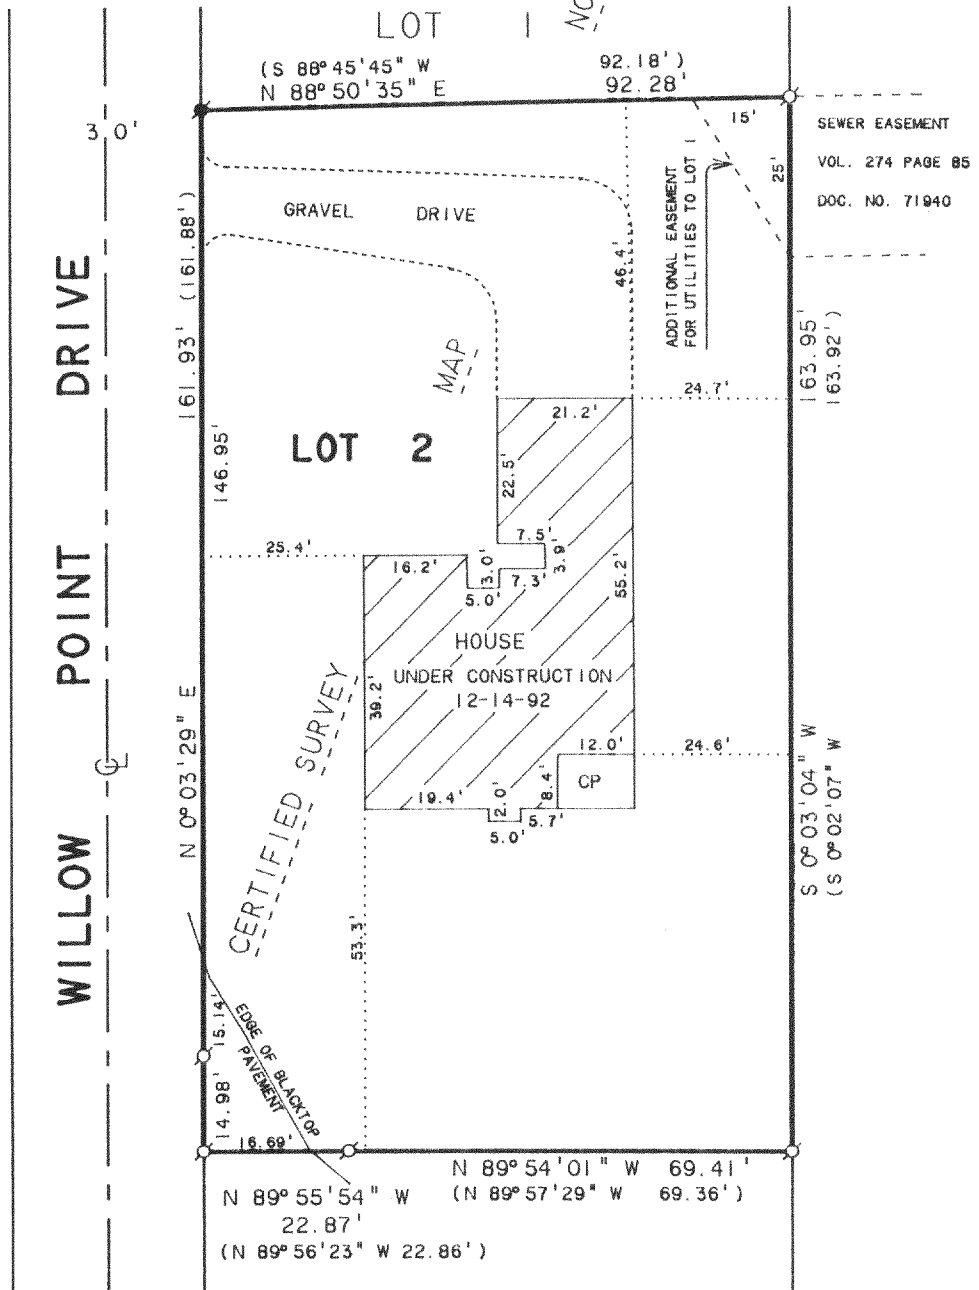 LOT 1
NO
(S 88°45'45" W 92.18')
N 88°50'35" E 92.28'
30'
15'
25'
SEWER EASEMENT
VOL. 274 PAGE 85
DOC. NO. 71940
GRAVEL DRIVE
ADDITIONAL EASEMENT
FOR UTILITIES TO LOT 1
46.4'
161.93' (161.88')
163.95'
163.92')
WILLOW POINT DRIVE
MAP
24.7'
21.2'
LOT 2
146.95'
22.5'
7.5'
3.9'
25.4'
16.2'
3.0'
7.3'
5.0'
55.2'
HOUSE
UNDER CONSTRUCTION
12-14-92
39.2'
CERTIFIED SURVEY
N 0°03'29" E
12.0'
24.6'
8.4'
CP
19.4'
2.0'
5.7'
5.0'
S 0°03'04" W
(S 0°02'07" W
53.3'
15.14'
EDGE OF BLACKTOP
PAVEMENT
14.98'
16.69'
N 89°54'01" W 69.41'
(N 89°57'29" W 69.36')
N 89°55'54" W
22.87'
(N 89°56'23" W 22.86')